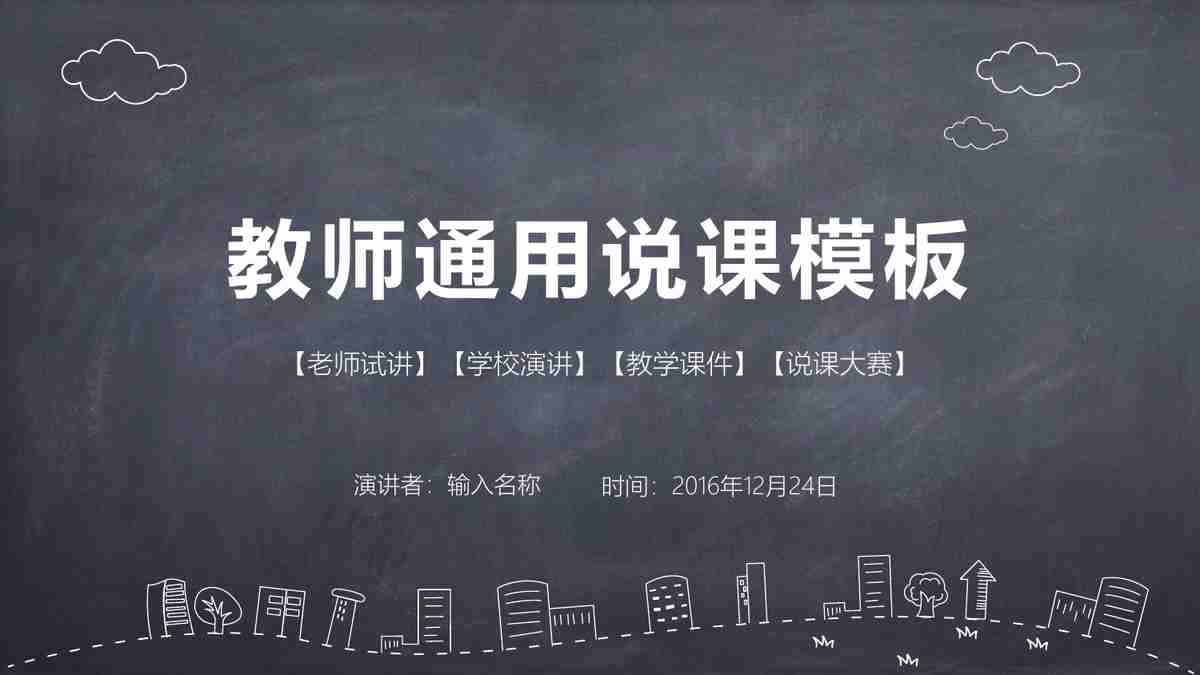 教师通用说课模板
【老师试讲】【学校演讲】【教学课件】【说课大赛】
演讲者：输入名称 时间：2016年12月24日